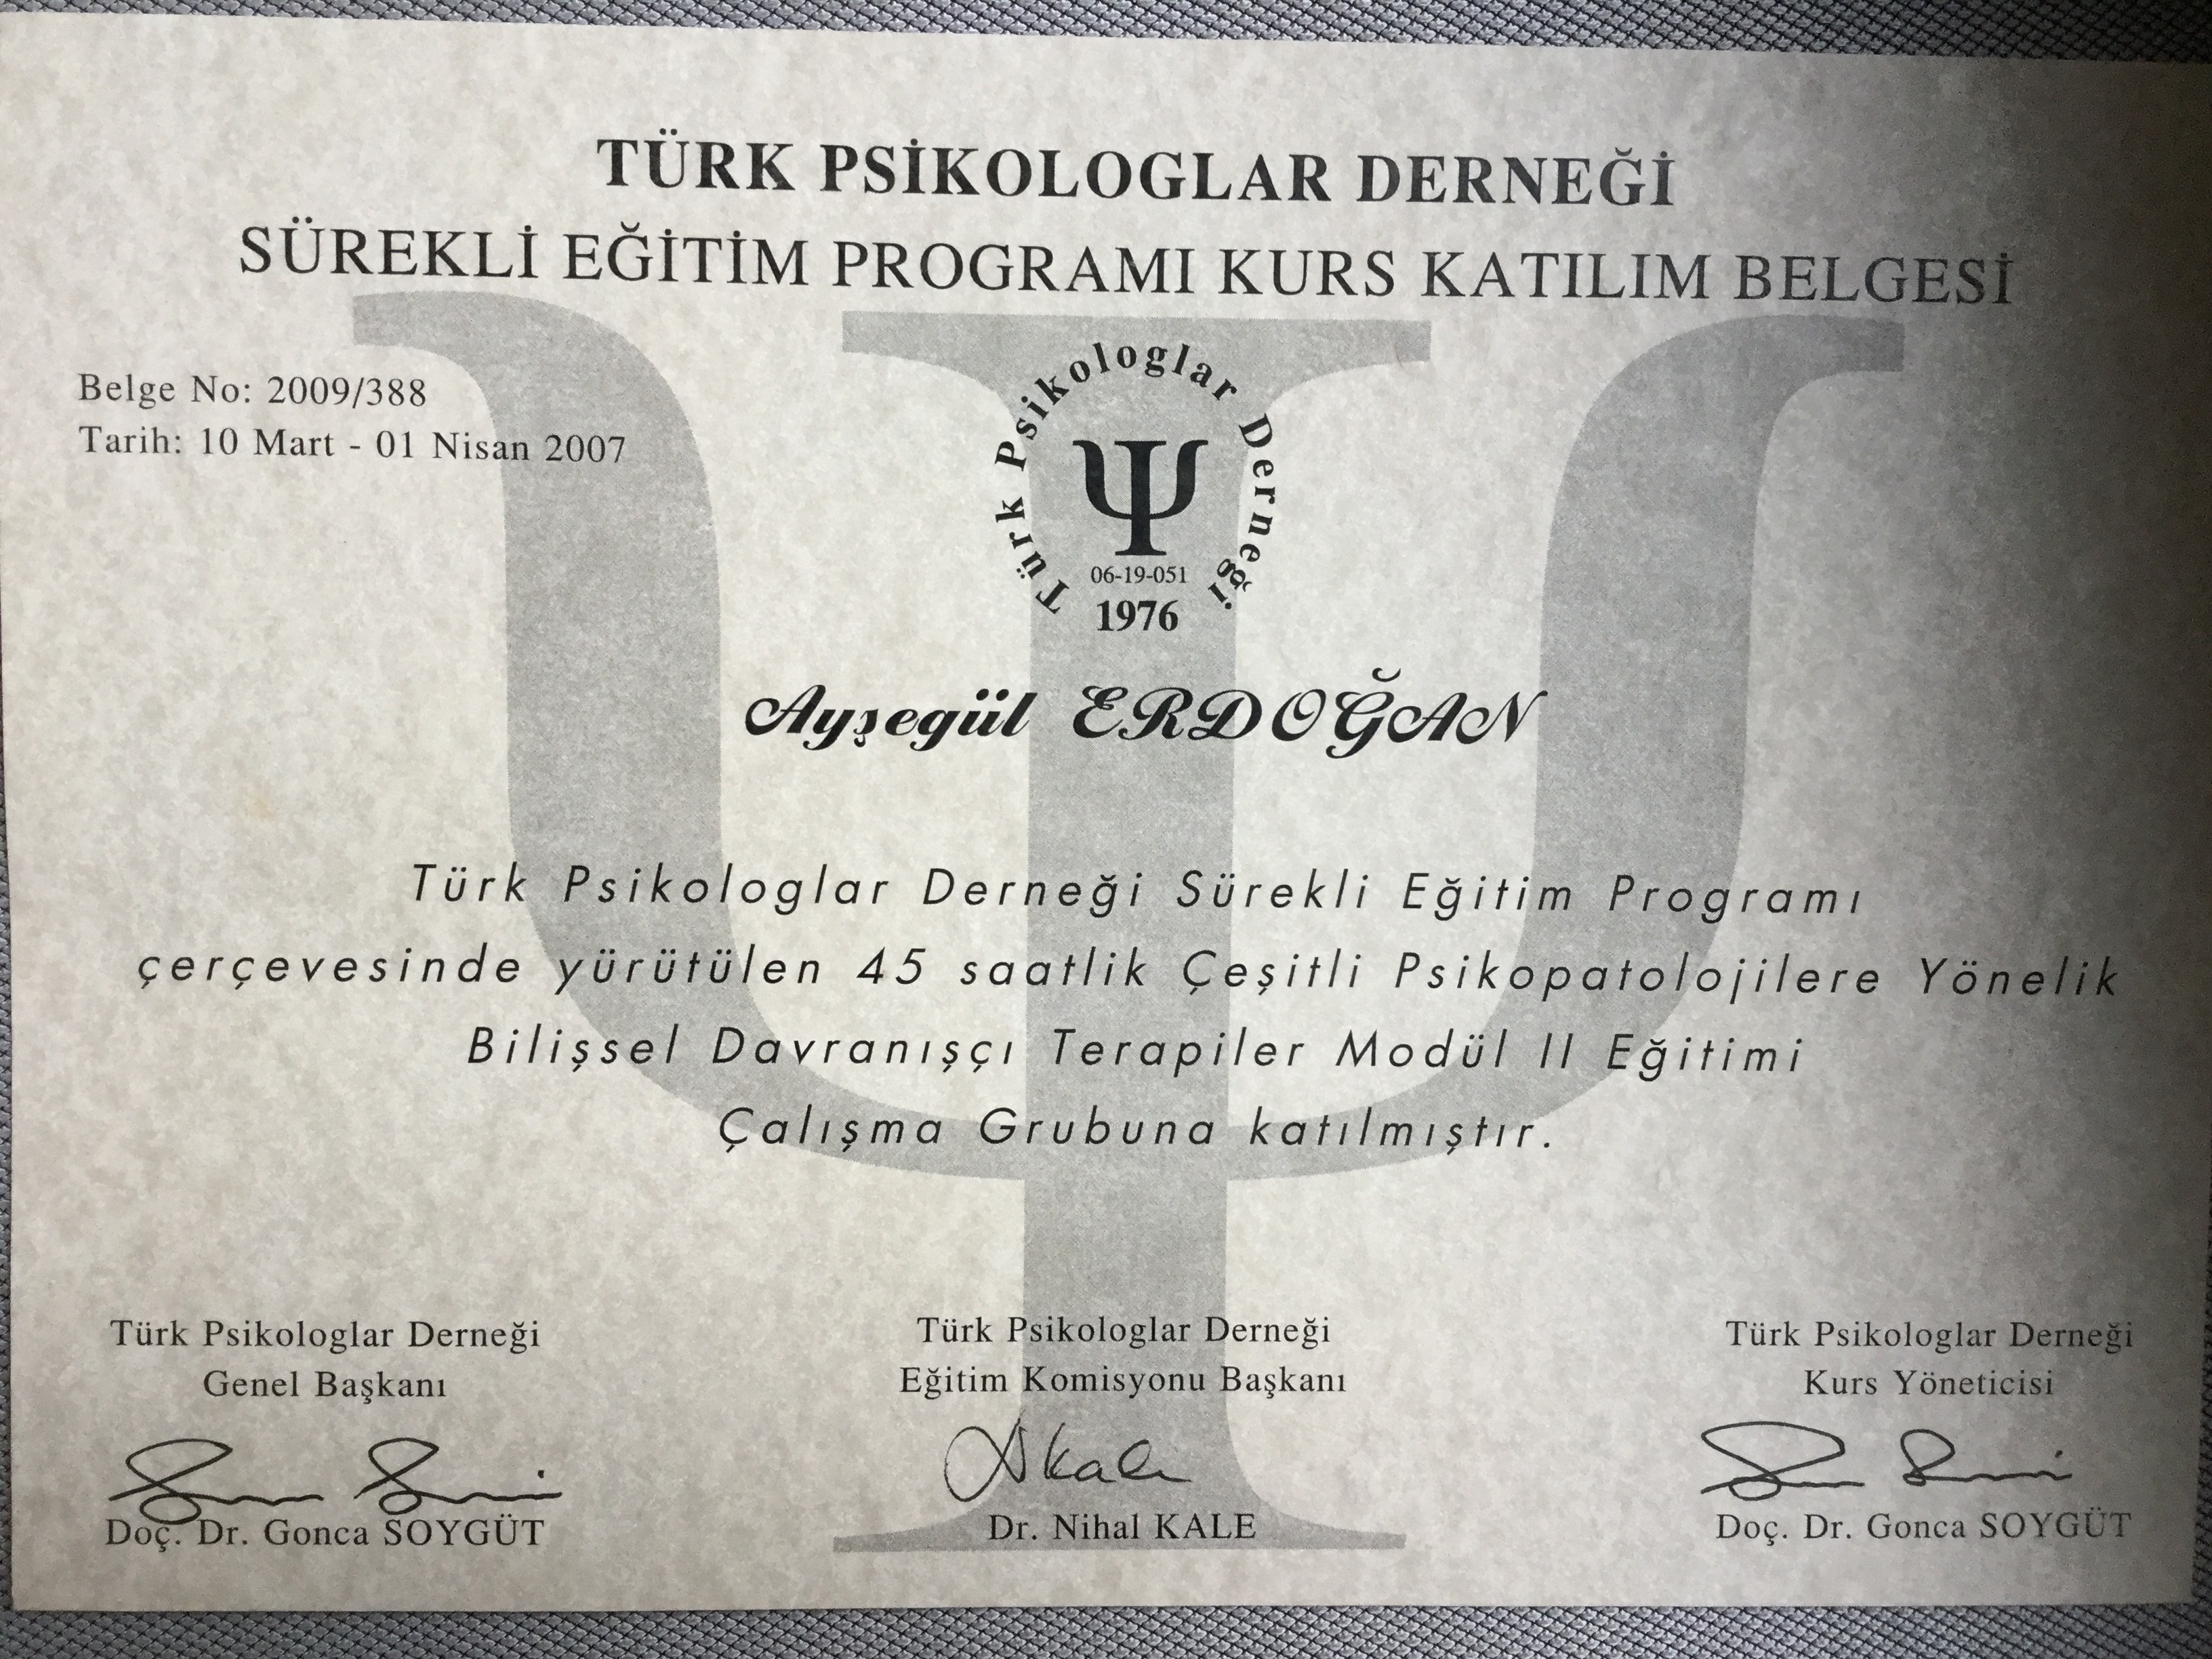 TÜRK PSİKOLOGLAR DERNEĞİ
SÜREKLİ EĞİTİM PROGRAMI KURS KATILIM BELGESİ
Belge No: 2009/388
Tarih: 10 Mart - 01 Nisan 2007
Türk Psikologlar Derneği
Ψ
06-19-051
1976
Ayşegül ERDOĞAN
Türk Psikologlar Derneği Sürekli Eğitim Programı
çerçevesinde yürütülen 45 saatlik Çeşitli Psikopatolojilere Yönelik
Bilişsel Davranışçı Terapiler Modül II Eğitimi
Çalışma Grubuna katılmıştır.
Türk Psikologlar Derneği
Genel Başkanı
Doç. Dr. Gonca SOYGÜT
Türk Psikologlar Derneği
Eğitim Komisyonu Başkanı
Dr. Nihal KALE
Türk Psikologlar Derneği
Kurs Yöneticisi
Doç. Dr. Gonca SOYGÜT